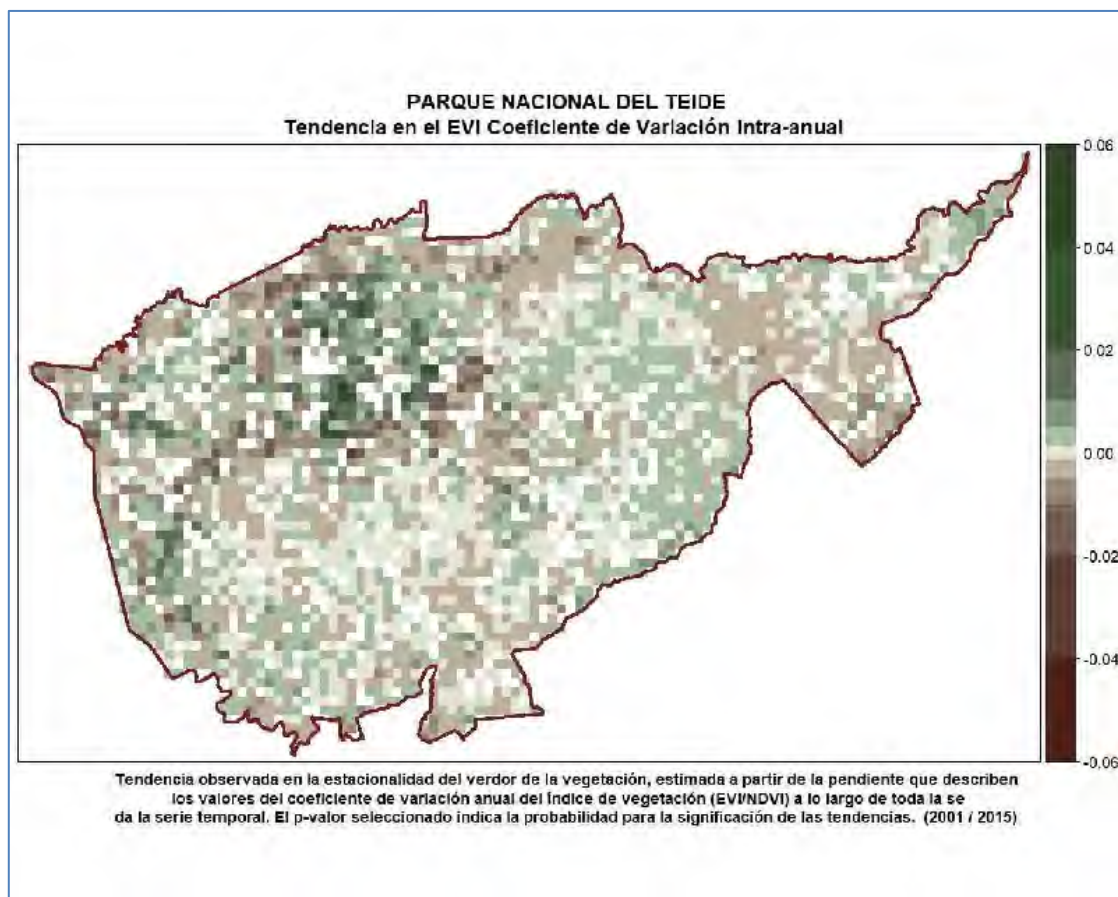 PARQUE NACIONAL DEL TEIDE
Tendencia en el EVI Coeficiente de Variación Intra-anual
0.06
0.04
0.02
0.00
-0.02
-0.04
-0.06
Tendencia observada en la estacionalidad del verdor de la vegetación, estimada a partir de la pendiente que describen
los valores del coeficiente de variación anual del Índice de vegetación (EVI/NDVI) a lo largo de toda la se
da la serie temporal. El p-valor seleccionado indica la probabilidad para la significación de las tendencias. (2001 / 2015)